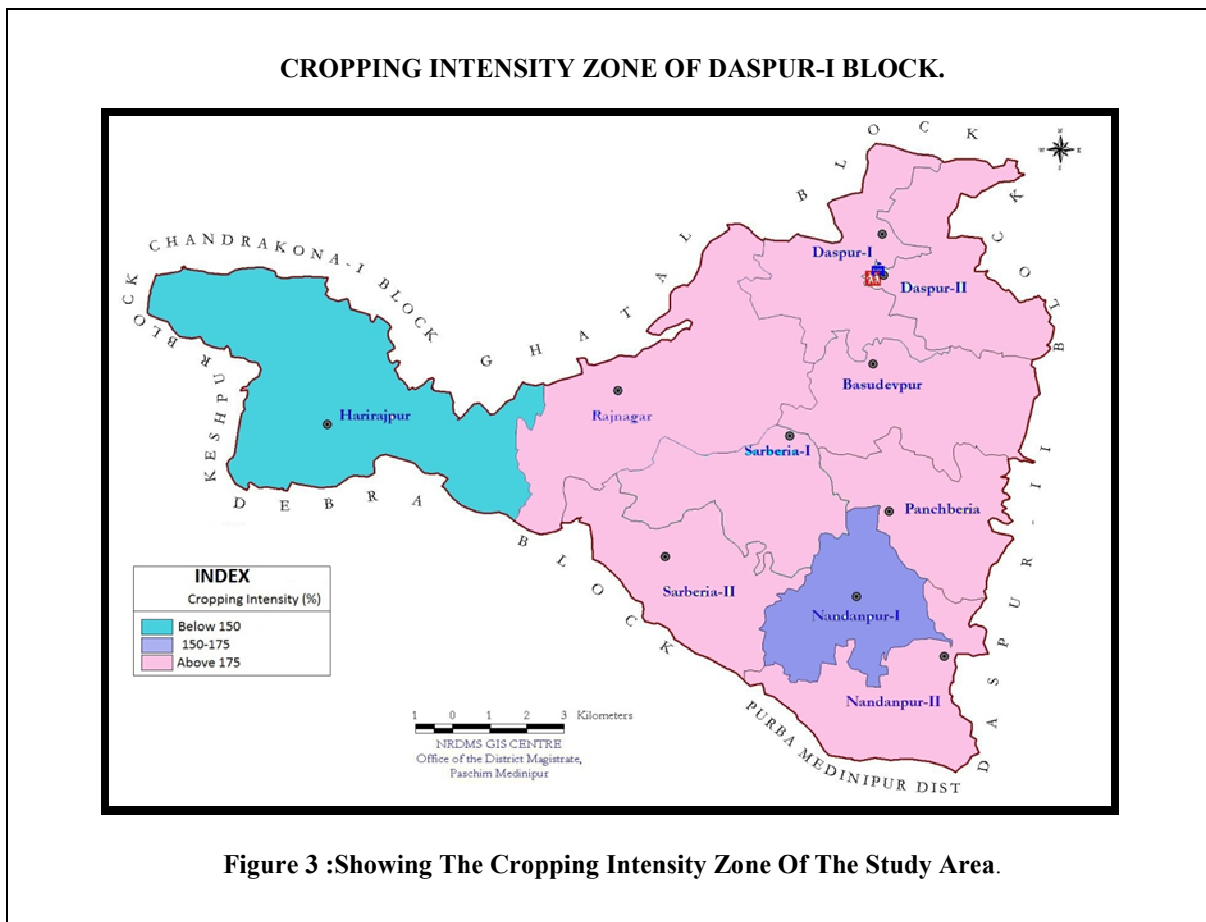 CROPPING INTENSITY ZONE OF DASPUR-I BLOCK.
N
W E
GHATAL BLOCK
CHANDRAKONA-I BLOCK
KESHPUR BLOCK
DEBRA BLOCK
DASPUR-II BLOCK
PURBA MEDINIPUR DIST
Daspur-I
Daspur-II
Basudevpur
Rajnagar
Harirajpur
Sarberia-I
Panchberia
Sarberia-II
Nandanpur-I
Nandanpur-II
INDEX
Cropping Intensity (%)
Below 150
150-175
Above 175
1 0 1 2 3 Kilometers
NRDMS GIS CENTRE
Office of the District Magistrate,
Paschim Medinipur
Figure 3 :Showing The Cropping Intensity Zone Of The Study Area.